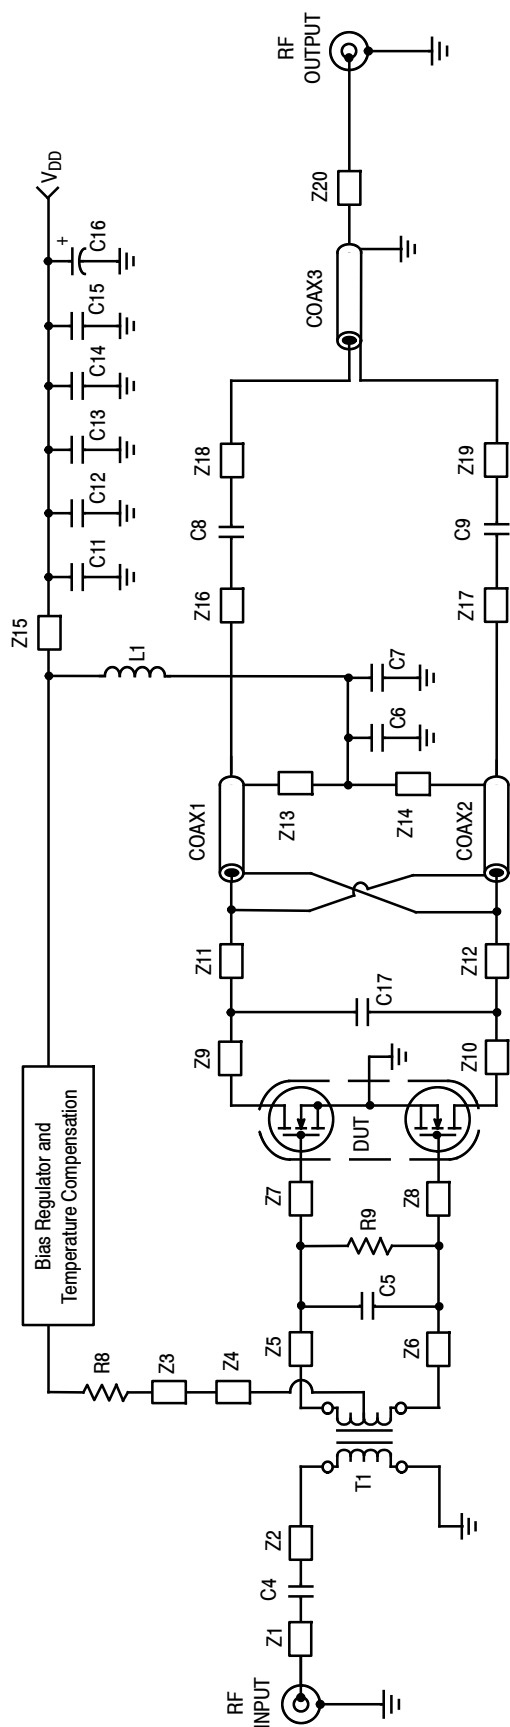 Bias Regulator and
Temperature Compensation
Z15
C11
C12
C13
C14
C15
+
C16
VDD
R8
Z3
Z4
L1
COAX1
Z13
Z14
COAX2
C6
C7
Z16
C8
Z18
Z17
C9
Z19
COAX3
Z20
RF
OUTPUT
Z9
Z11
C17
Z10
Z12
DUT
Z5
Z7
C5
R9
Z6
Z8
RF
INPUT
Z1
C4
Z2
T1